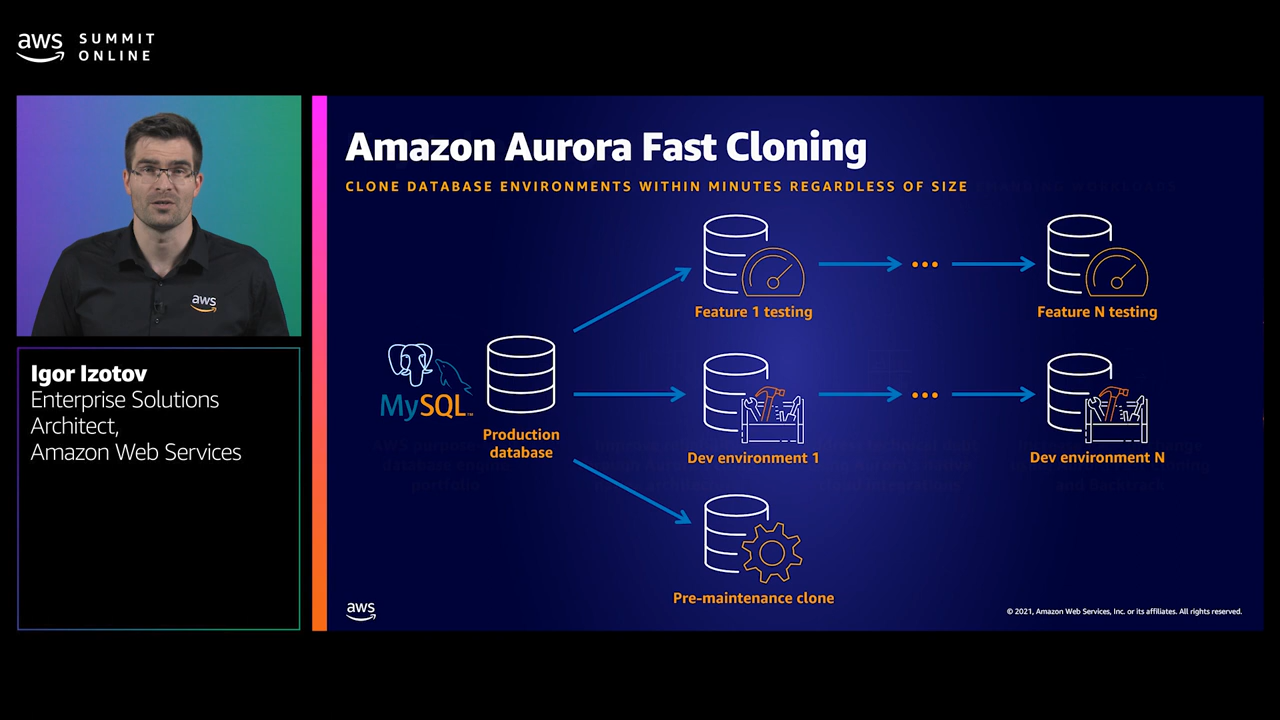 aws SUMMIT
ONLINE
aws
Igor Izotov
Enterprise Solutions
Architect,
Amazon Web Services
Amazon Aurora Fast Cloning
CLONE DATABASE ENVIRONMENTS WITHIN MINUTES REGARDLESS OF SIZE
Feature 1 testing
Feature N testing
MySQL™
Production
database
Dev environment 1
Dev environment N
Pre-maintenance clone
aws
© 2021, Amazon Web Services, Inc. or its affiliates. All rights reserved.